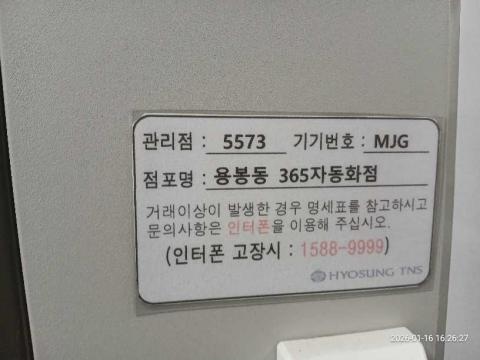 관리점 : 5573 기기번호 : MJG
점포명 : 용봉동 365자동화점
거래이상이 발생한 경우 명세표를 참고하시고
문의사항은 인터폰을 이용해 주십시오.
(인터폰 고장시 : 1588-9999)
HYOSUNG TNS
2026-01-16 16:26:27